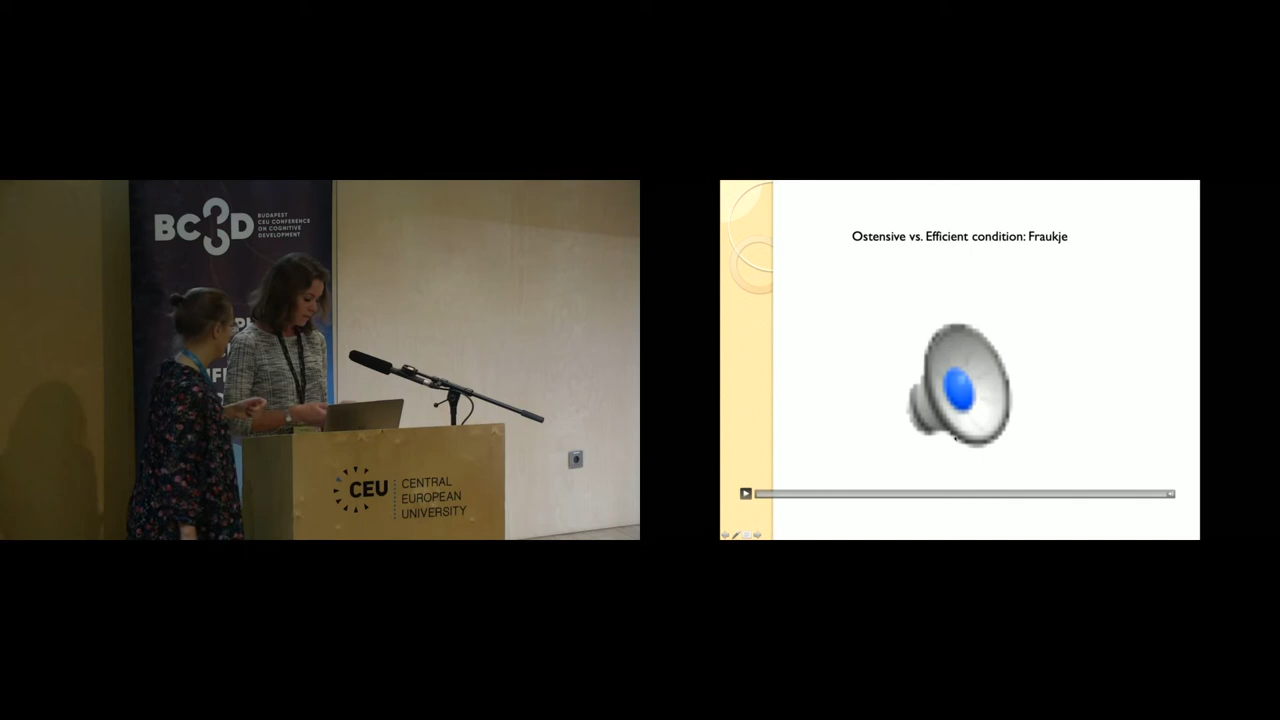 BC3D
BUDAPEST
CEU CONFERENCE
ON COGNITIVE
DEVELOPMENT
CEU
CENTRAL
EUROPEAN
UNIVERSITY
Ostensive vs. Efficient condition: Fraukje